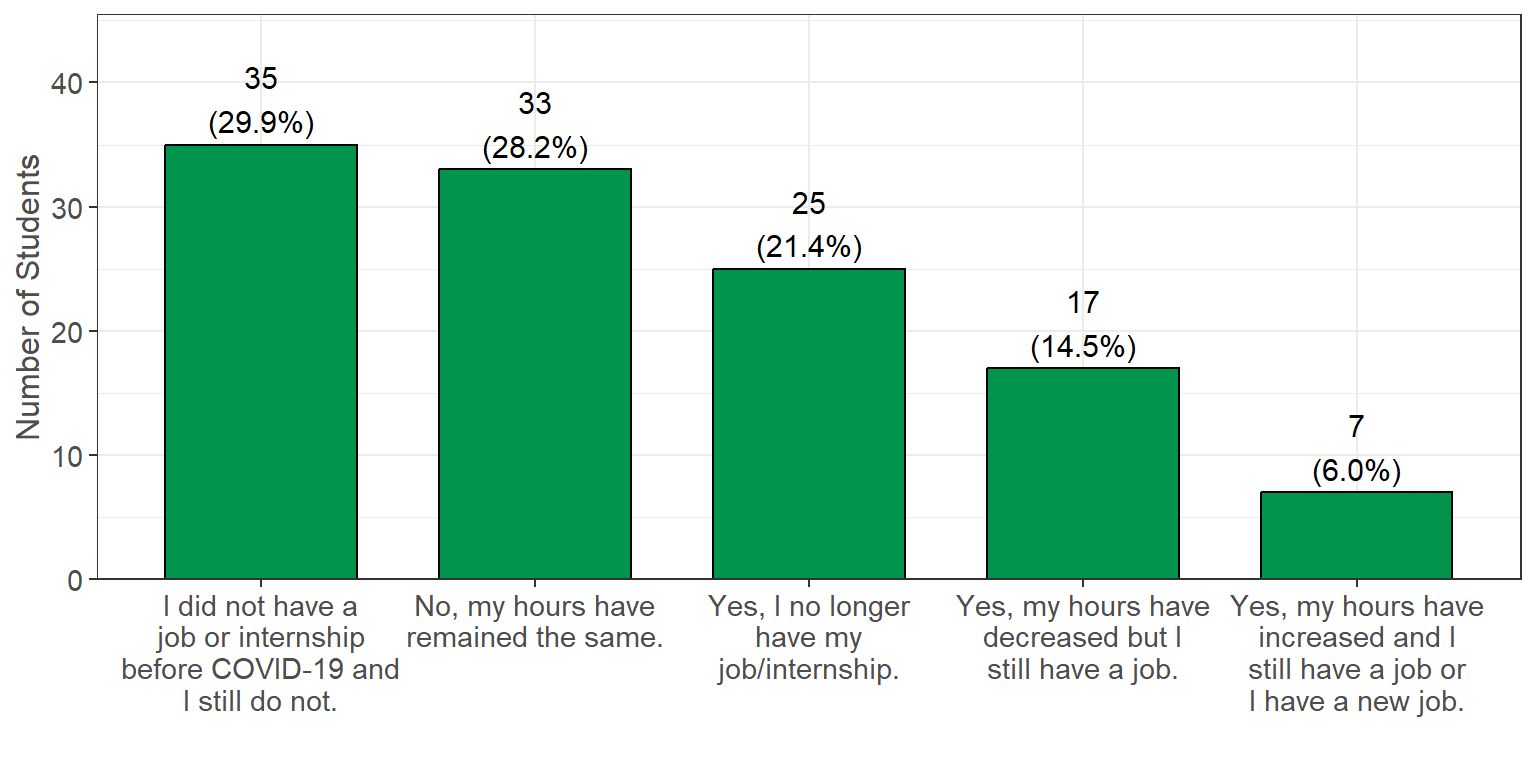 Number of Students
40
30
20
10
0
35
(29.9%)
33
(28.2%)
25
(21.4%)
17
(14.5%)
7
(6.0%)
I did not have a
job or internship
before COVID-19 and
I still do not.
No, my hours have
remained the same.
Yes, I no longer
have my
job/internship.
Yes, my hours have
decreased but I
still have a job.
Yes, my hours have
increased and I
still have a job or
I have a new job.